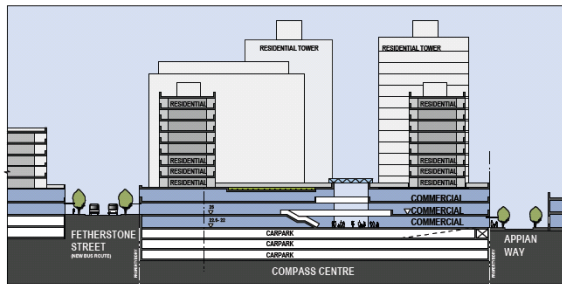 RESIDENTIAL TOWER
RESIDENTIAL TOWER
RESIDENTIAL
RESIDENTIAL
RESIDENTIAL
RESIDENTIAL
RESIDENTIAL
RESIDENTIAL
RESIDENTIAL
RESIDENTIAL
COMMERCIAL
COMMERCIAL
COMMERCIAL
CARPARK
CARPARK
CARPARK
FETHERSTONE
STREET
(NEW BUS ROUTE)
APPIAN
WAY
COMPASS CENTRE